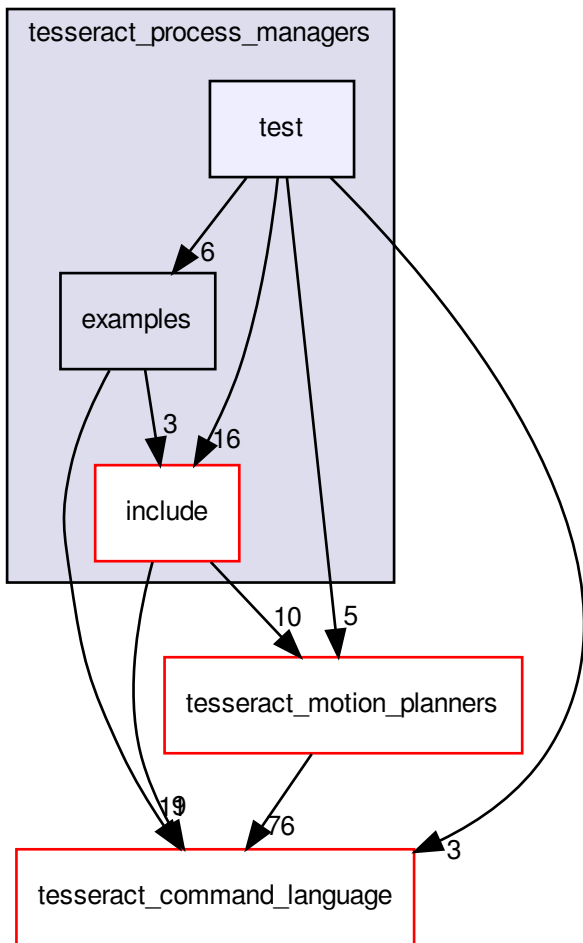 tesseract_process_managers
test
6
examples
3
16
include
10
5
tesseract_motion_planners
76
3
tesseract_command_language